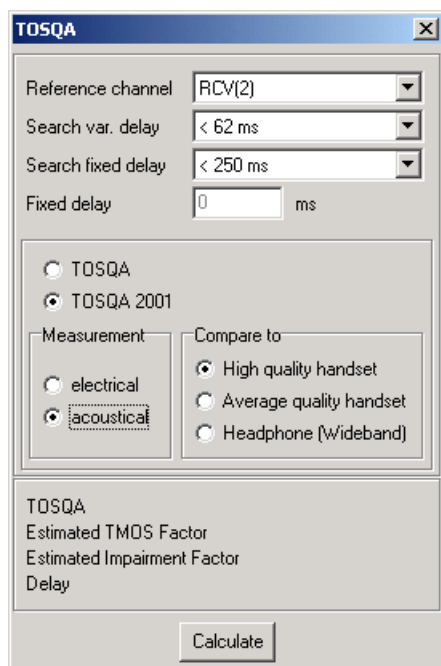 TOSQA
Reference channel RCV(2)
Search var. delay < 62 ms
Search fixed delay < 250 ms
Fixed delay 0 ms
TOSQA
TOSQA 2001
Measurement
electrical
acoustical
Compare to
High quality handset
Average quality handset
Headphone (Wideband)
TOSQA
Estimated TMOS Factor
Estimated Impairment Factor
Delay
Calculate